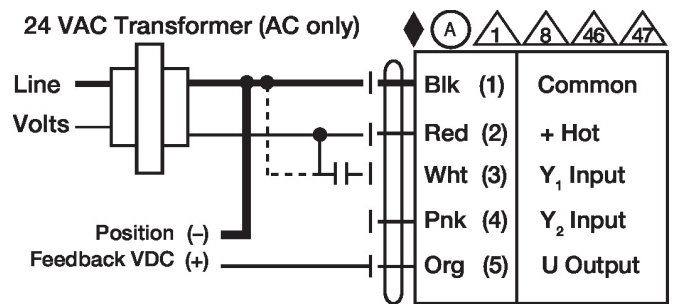 24 VAC Transformer (AC only)
A 1 8 46 47
Line
Volts
Blk (1) Common
Red (2) + Hot
Wht (3) Y₁ Input
Pnk (4) Y₂ Input
Org (5) U Output
Position (–)
Feedback VDC (+)